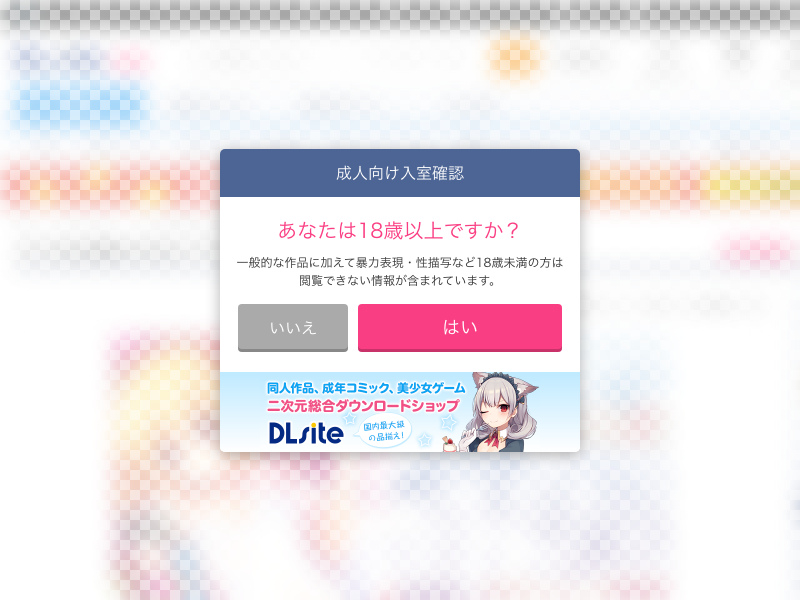 成人向け入室確認
あなたは18歳以上ですか？
一般的な作品に加えて暴力表現・性描写など18歳未満の方は
閲覧できない情報が含まれています。
いいえ
はい
同人作品、成年コミック、美少女ゲーム
二次元総合ダウンロードショップ
DLsite
国内最大級
の品揃え!